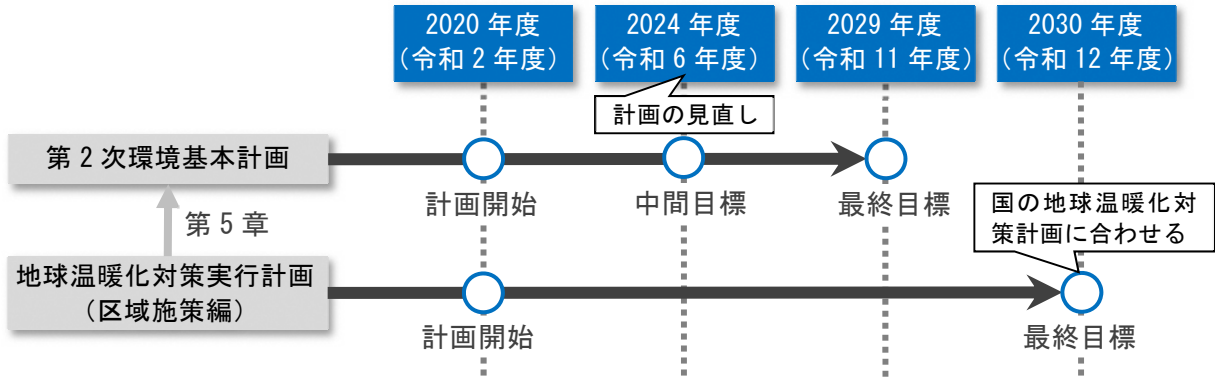 2020 年度
(令和 2 年度)
2024 年度
(令和 6 年度)
2029 年度
(令和 11 年度)
2030 年度
(令和 12 年度)
計画の見直し
第 2 次環境基本計画
計画開始
中間目標
最終目標
第 5 章
国の地球温暖化対
策計画に合わせる
地球温暖化対策実行計画
(区域施策編)
計画開始
最終目標